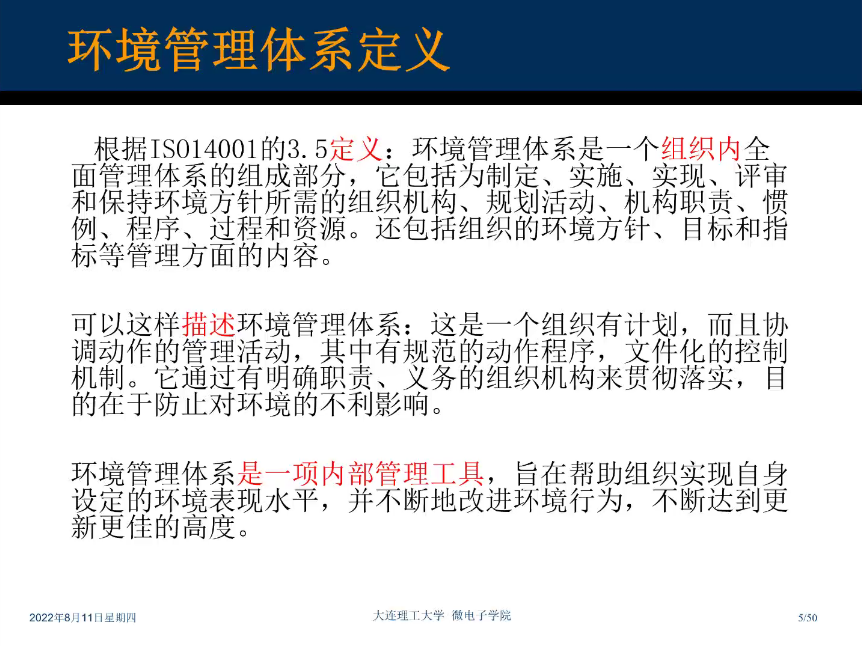 环境管理体系定义
根据ISO14001的3.5定义：环境管理体系是一个组织内全
面管理体系的组成部分，它包括为制定、实施、实现、评审
和保持环境方针所需的组织机构、规划活动、机构职责、惯
例、程序、过程和资源。还包括组织的环境方针、目标和指
标等管理方面的内容。
可以这样描述环境管理体系：这是一个组织有计划，而且协
调动作的管理活动，其中有规范的动作程序，文件化的控制
机制。它通过有明确职责、义务的组织机构来贯彻落实，目
的在于防止对环境的不利影响。
环境管理体系是一项内部管理工具，旨在帮助组织实现自身
设定的环境表现水平，并不断地改进环境行为，不断达到更
新更佳的高度。
2022年8月11日星期四
大连理工大学 微电子学院
5/50